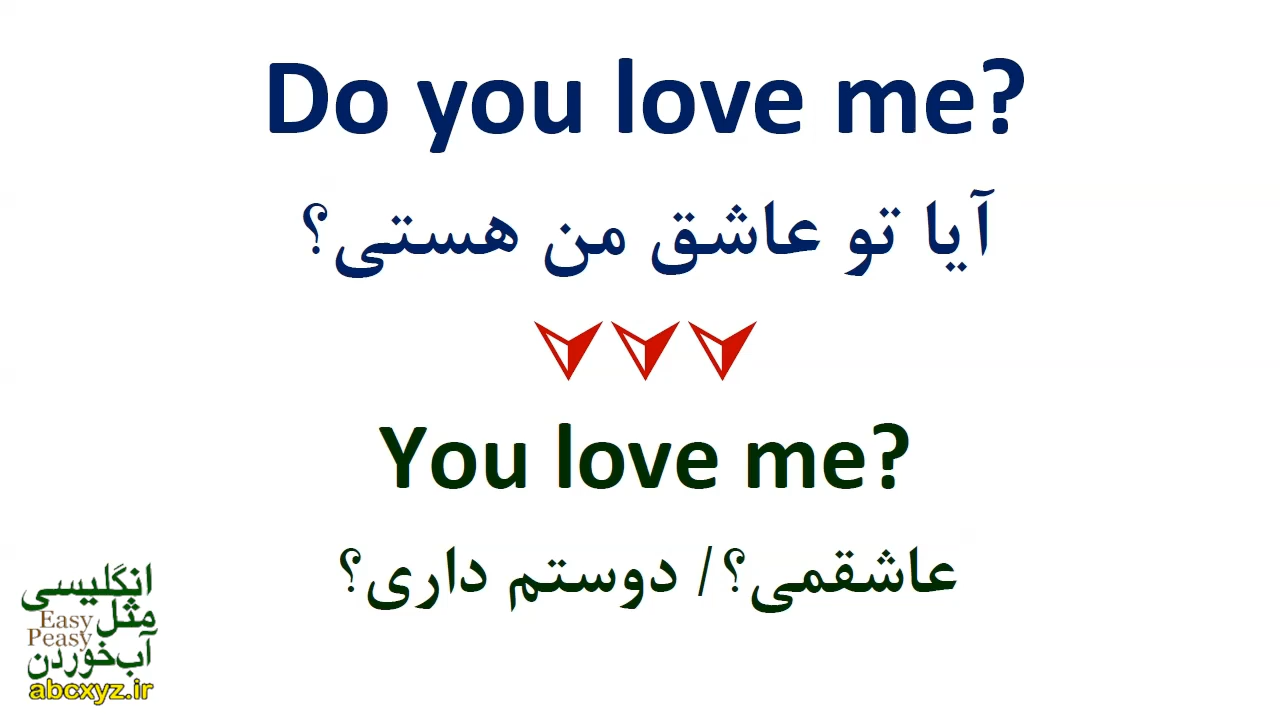 Do you love me?
آیا تو عاشق من هستی؟
You love me?
عاشقمی؟/ دوستم داری؟
انگلیسی
مثل Easy
Peasy
آب‌خوردن
abcxyz.ir